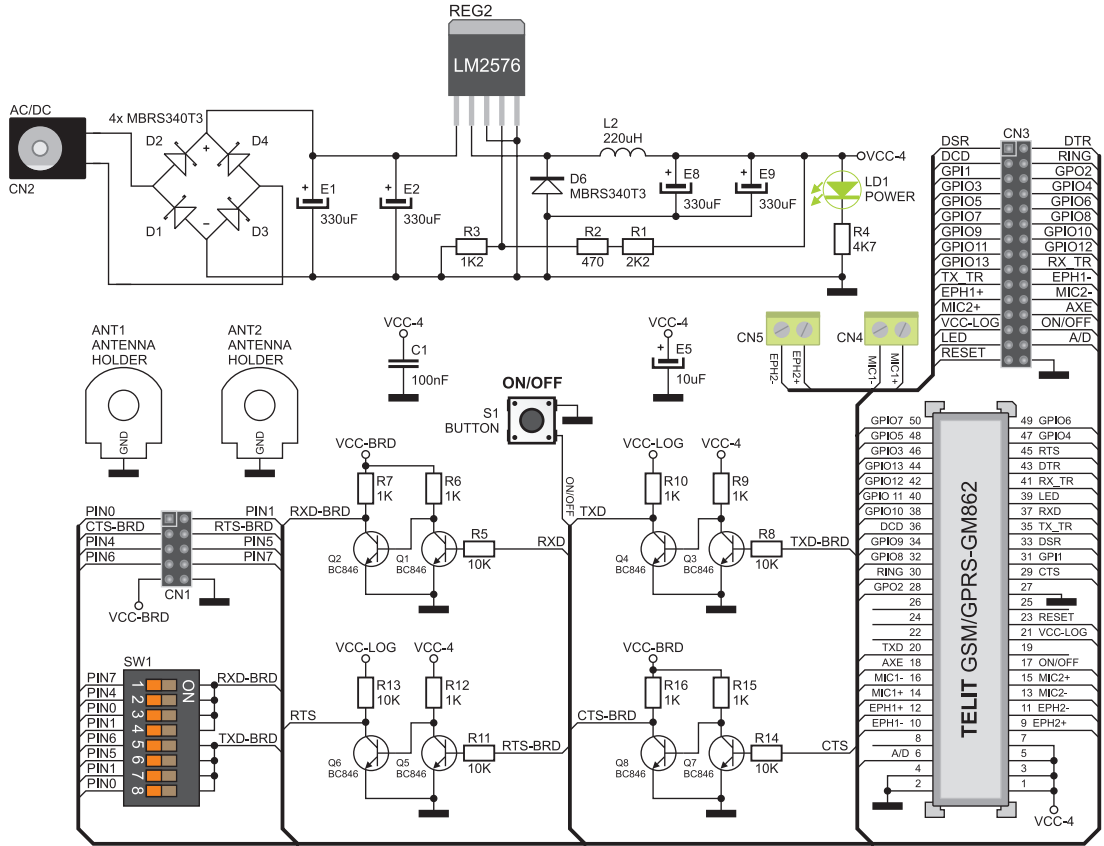 REG2
LM2576
AC/DC
CN2
4x MBRS340T3
D2
D4
D1
D3
+
−
+
E1
330uF
+
E2
330uF
L2
220uH
D6
MBRS340T3
+
E8
330uF
+
E9
330uF
VCC-4
LD1
POWER
R4
4K7
R3
1K2
R2
470
R1
2K2
CN3
DSR DTR
DCD RING
GPI1 GPO2
GPIO3 GPIO4
GPIO5 GPIO6
GPIO7 GPIO8
GPIO9 GPIO10
GPIO11 GPIO12
GPIO13 RX_TR
TX_TR EPH1-
EPH1+ MIC2-
MIC2+ AXE
VCC-LOG ON/OFF
LED A/D
RESET
CN5
EPH2-
EPH2+
CN4
MIC1-
MIC1+
ANT1
ANTENNA
HOLDER
GND
ANT2
ANTENNA
HOLDER
GND
VCC-4
C1
100nF
VCC-4
+
E5
10uF
ON/OFF
S1
BUTTON
ON/OFF
VCC-BRD
R7
1K
R6
1K
RXD-BRD
Q2
BC846
Q1
BC846
R5
10K
RXD
VCC-LOG
VCC-4
R10
1K
R9
1K
TXD
Q4
BC846
Q3
BC846
R8
10K
TXD-BRD
PIN0 PIN1
CTS-BRD RTS-BRD
PIN4 PIN5
PIN6 PIN7
CN1
VCC-BRD
SW1
ON
PIN7 1 RXD-BRD
PIN4 2
PIN0 3
PIN1 4
PIN6 5 TXD-BRD
PIN5 6
PIN1 7
PIN0 8
VCC-LOG
VCC-4
R13
10K
R12
1K
RTS
Q6
BC846
Q5
BC846
R11
10K
RTS-BRD
VCC-BRD
R16
1K
R15
1K
CTS-BRD
Q8
BC846
Q7
BC846
R14
10K
CTS
TELIT GSM/GPRS-GM862
GPIO7 50 49 GPIO6
GPIO5 48 47 GPIO4
GPIO3 46 45 RTS
GPIO13 44 43 DTR
GPIO12 42 41 RX_TR
GPIO 11 40 39 LED
GPIO10 38 37 RXD
DCD 36 35 TX_TR
GPIO9 34 33 DSR
GPIO8 32 31 GPI1
RING 30 29 CTS
GPO2 28 27
26 25
24 23 RESET
22 21 VCC-LOG
TXD 20 19
AXE 18 17 ON/OFF
MIC1- 16 15 MIC2+
MIC1+ 14 13 MIC2-
EPH1+ 12 11 EPH2-
EPH1- 10 9 EPH2+
8 7
A/D 6 5
4 3
2 1
VCC-4